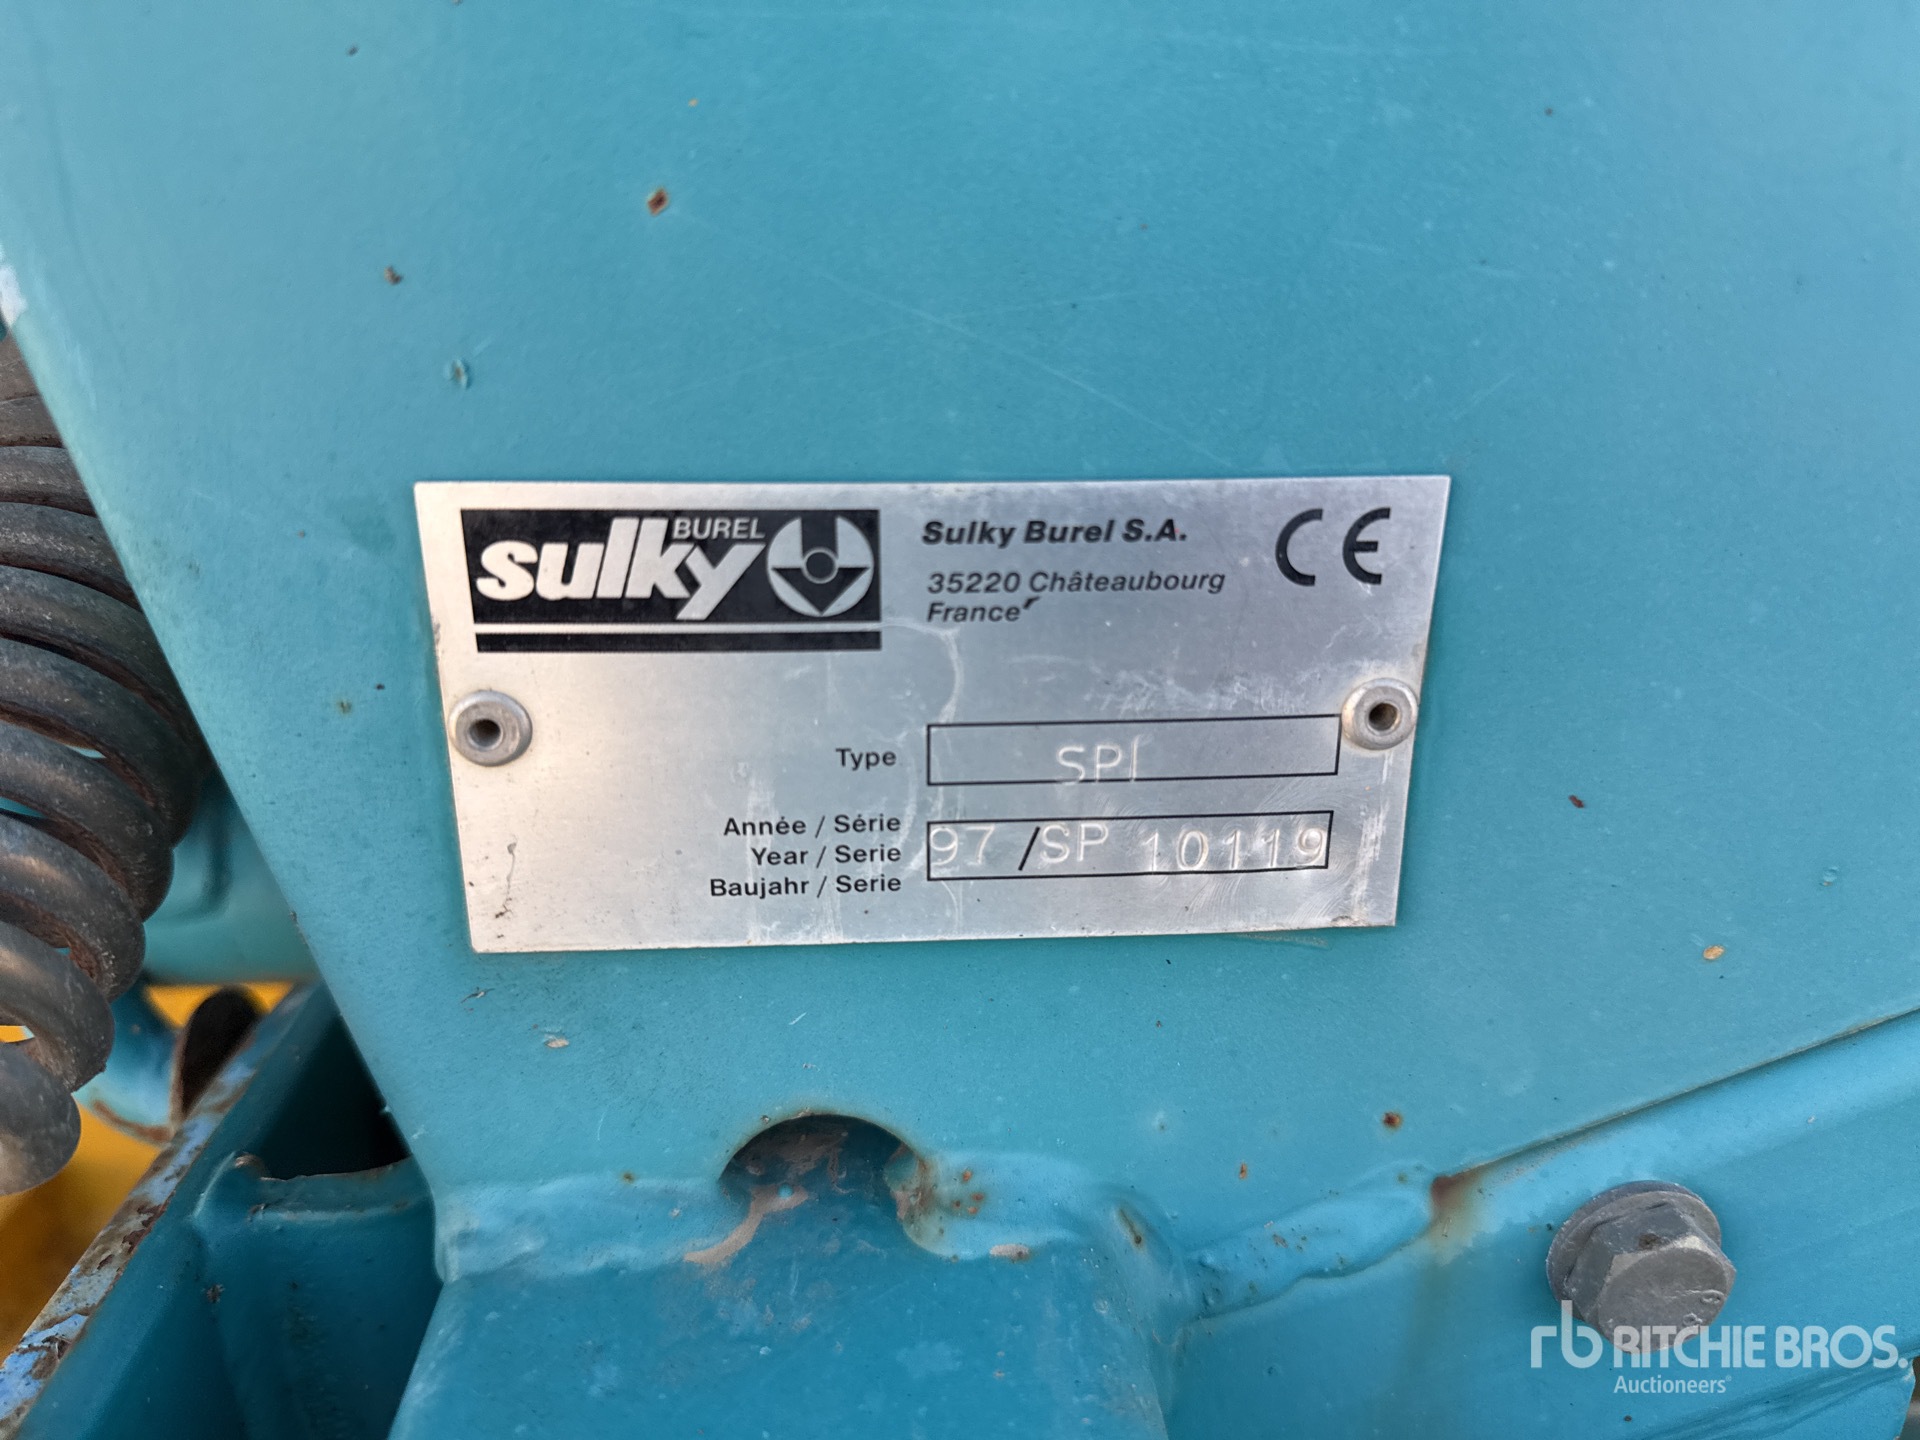 BUREL
sulky
Sulky Burel S.A.
35220 Châteaubourg
France
CE
Type SPI
Année / Série
Year / Serie 97 / SP 10119
Baujahr / Serie
rb RITCHIE BROS.
Auctioneers